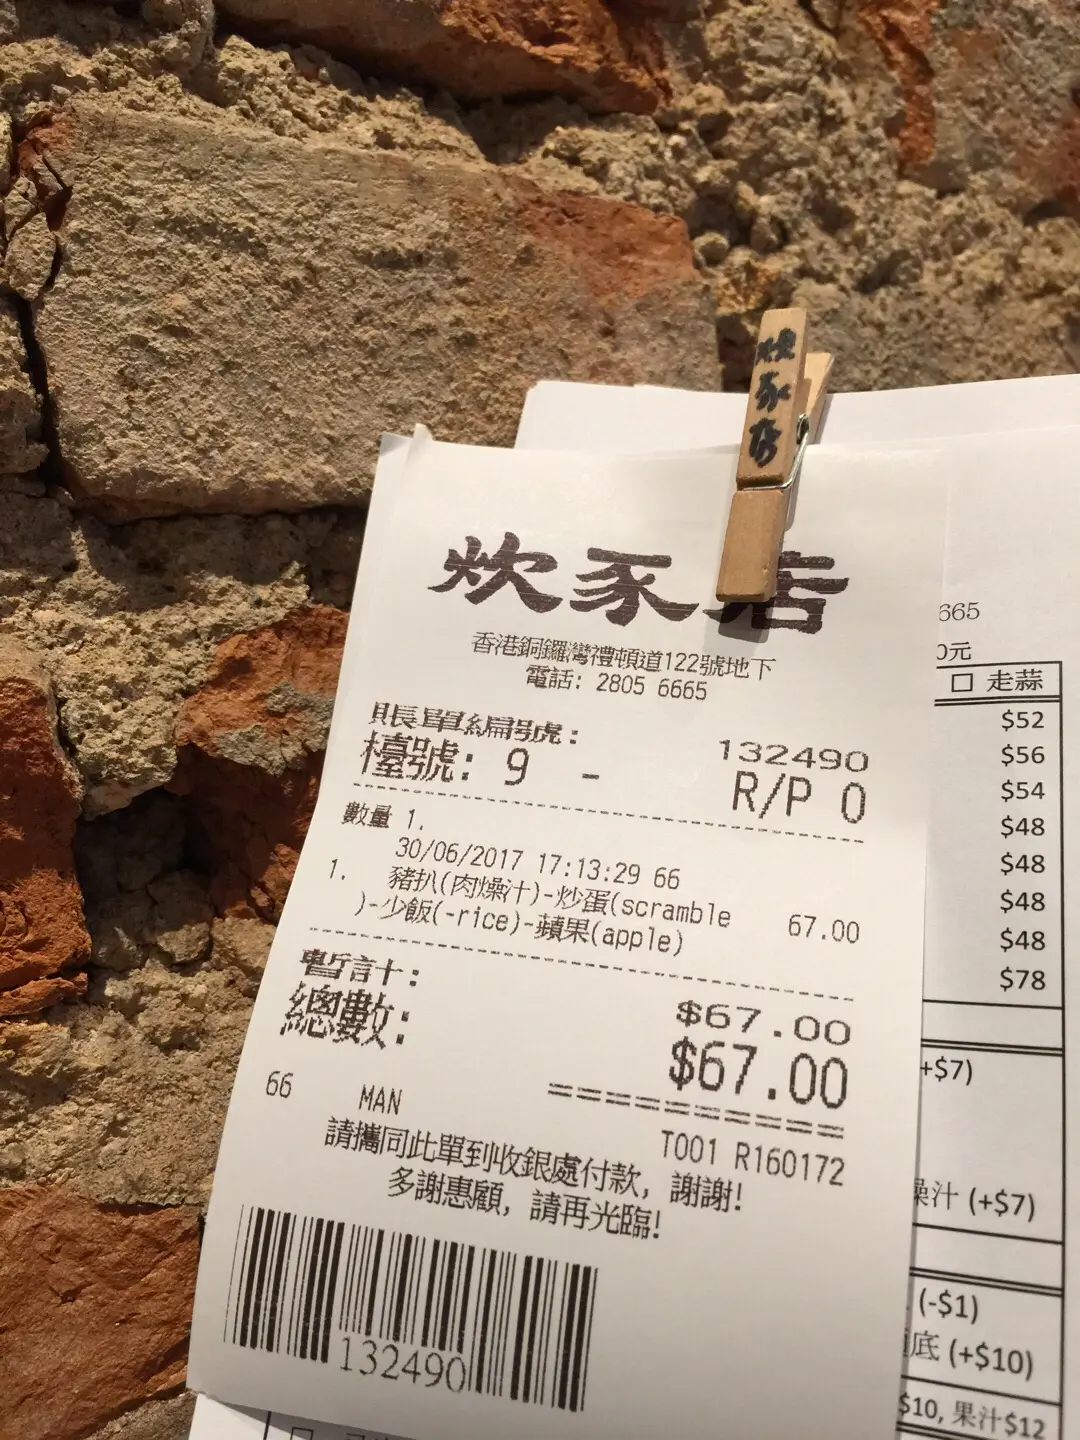 炊豕店
炊豕店
香港銅鑼灣禮頓道122號地下
電話: 2805 6665
賬單編號: 132490
檯號: 9 - R/P 0
數量 1.
30/06/2017 17:13:29 66
1. 豬扒(肉燥汁)-炒蛋(scramble 67.00
)-少飯(-rice)-蘋果(apple)
暫計: $67.00
總數: $67.00
66 MAN
T001 R160172
請攜同此單到收銀處付款, 謝謝!
多謝惠顧, 請再光臨!
132490
665
0元
□ 走蒜
$52
$56
$54
$48
$48
$48
$48
$78
+$7)
燥汁 (+$7)
(-$1)
底 (+$10)
$10, 果汁$12